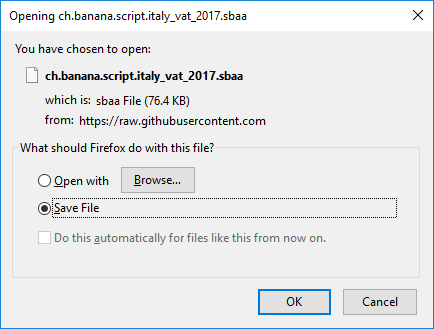 Opening ch.banana.script.italy_vat_2017.sbaa
You have chosen to open:
ch.banana.script.italy_vat_2017.sbaa
which is: sbaa File (76.4 KB)
from: https://raw.githubusercontent.com
What should Firefox do with this file?
Open with Browse...
Save File
Do this automatically for files like this from now on.
OK Cancel